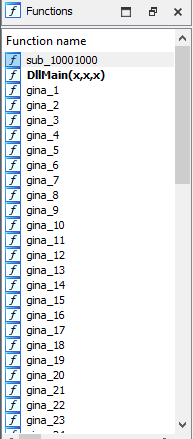 Functions
Function name
f sub_10001000
f DllMain(x,x,x)
f gina_1
f gina_2
f gina_3
f gina_4
f gina_5
f gina_6
f gina_7
f gina_8
f gina_9
f gina_10
f gina_11
f gina_12
f gina_13
f gina_14
f gina_15
f gina_16
f gina_17
f gina_18
f gina_19
f gina_20
f gina_21
f gina_22
f gina_23